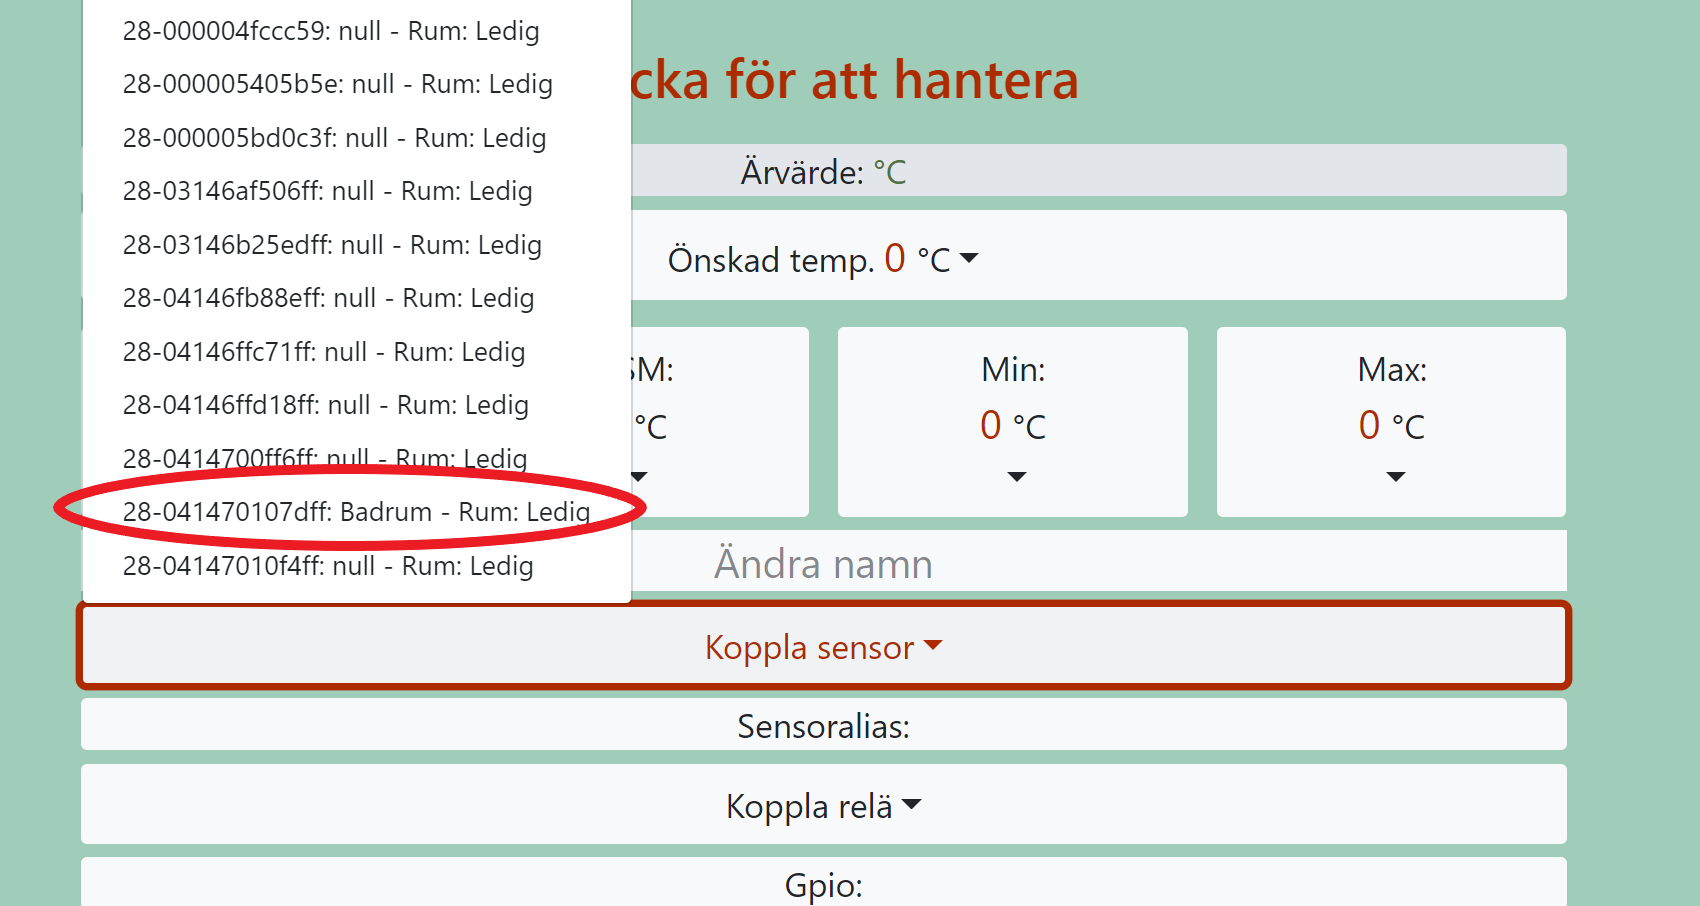 28-000004fccc59: null - Rum: Ledig
28-000005405b5e: null - Rum: Ledig
28-000005bd0c3f: null - Rum: Ledig
28-03146af506ff: null - Rum: Ledig
28-03146b25edff: null - Rum: Ledig
28-04146fb88eff: null - Rum: Ledig
28-04146ffc71ff: null - Rum: Ledig
28-04146ffd18ff: null - Rum: Ledig
28-0414700ff6ff: null - Rum: Ledig
28-041470107dff: Badrum - Rum: Ledig
28-04147010f4ff: null - Rum: Ledig
cka för att hantera
Ärvärde: °C
Önskad temp. 0 °C
SM:
°C
Min:
0 °C
Max:
0 °C
Ändra namn
Koppla sensor
Sensoralias:
Koppla relä
Gpio: